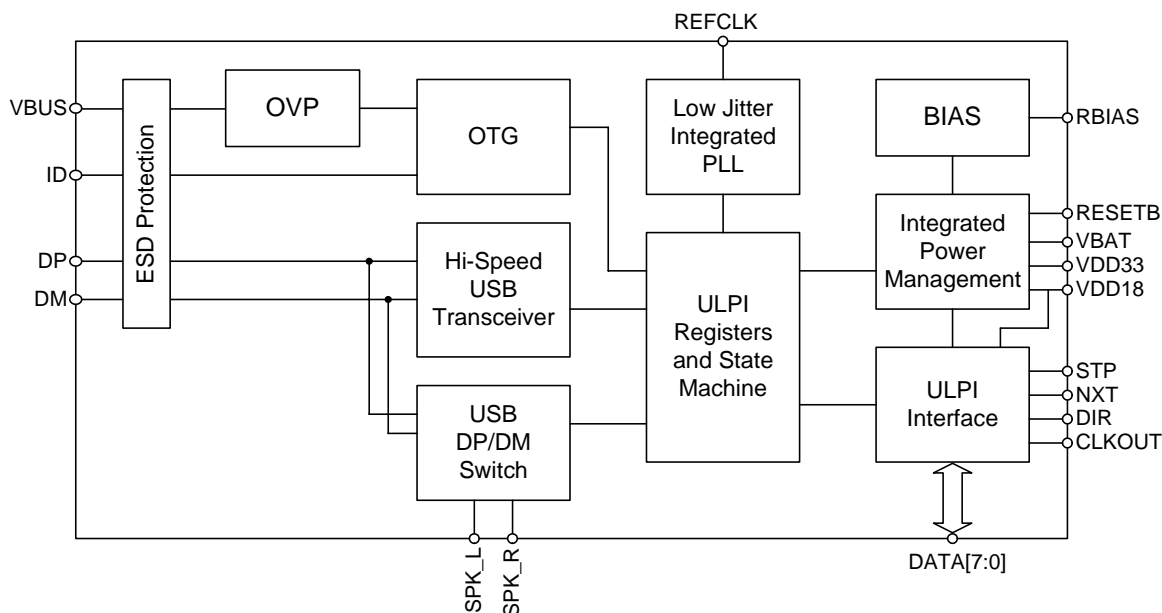 REFCLK
VBUS
ID
DP
DM
ESD Protection
OVP
OTG
Low Jitter
Integrated
PLL
BIAS
RBIAS
Hi-Speed
USB
Transceiver
ULPI
Registers
and State
Machine
Integrated
Power
Management
RESETB
VBAT
VDD33
VDD18
USB
DP/DM
Switch
ULPI
Interface
STP
NXT
DIR
CLKOUT
SPK_L
SPK_R
DATA[7:0]